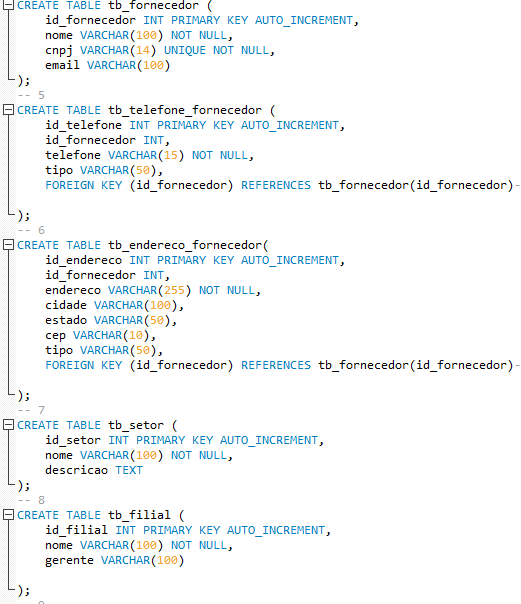 CREATE TABLE tb_fornecedor (
id_fornecedor INT PRIMARY KEY AUTO_INCREMENT,
nome VARCHAR(100) NOT NULL,
cnpj VARCHAR(14) UNIQUE NOT NULL,
email VARCHAR(100)
);
-- 5
CREATE TABLE tb_telefone_fornecedor (
id_telefone INT PRIMARY KEY AUTO_INCREMENT,
id_fornecedor INT,
telefone VARCHAR(15) NOT NULL,
tipo VARCHAR(50),
FOREIGN KEY (id_fornecedor) REFERENCES tb_fornecedor(id_fornecedor)-
);
-- 6
CREATE TABLE tb_endereco_fornecedor(
id_endereco INT PRIMARY KEY AUTO_INCREMENT,
id_fornecedor INT,
endereco VARCHAR(255) NOT NULL,
cidade VARCHAR(100),
estado VARCHAR(50),
cep VARCHAR(10),
tipo VARCHAR(50),
FOREIGN KEY (id_fornecedor) REFERENCES tb_fornecedor(id_fornecedor)-
);
-- 7
CREATE TABLE tb_setor (
id_setor INT PRIMARY KEY AUTO_INCREMENT,
nome VARCHAR(100) NOT NULL,
descricao TEXT
);
-- 8
CREATE TABLE tb_filial (
id_filial INT PRIMARY KEY AUTO_INCREMENT,
nome VARCHAR(100) NOT NULL,
gerente VARCHAR(100)
);